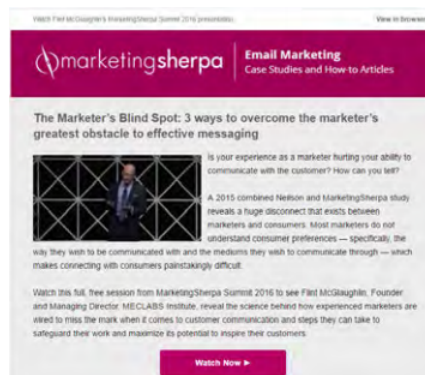 Watch Flint McGlaughlin's MarketingSherpa Summit 2016 presentation.
View in browser
marketingsherpa
Email Marketing
Case Studies and How-to Articles
The Marketer's Blind Spot: 3 ways to overcome the marketer's
greatest obstacle to effective messaging
Is your experience as a marketer hurting your ability to
communicate with the customer? How can you tell?
A 2015 combined Neilson and MarketingSherpa study
reveals a huge disconnect that exists between
marketers and consumers. Most marketers do not
understand consumer preferences — specifically, the
way they wish to be communicated with and the mediums they wish to communicate through — which
makes connecting with consumers painstakingly difficult.
Watch this full, free session from MarketingSherpa Summit 2016 to see Flint McGlaughlin, Founder
and Managing Director, MECLABS Institute, reveal the science behind how experienced marketers are
wired to miss the mark when it comes to customer communication and steps they can take to
safeguard their work and maximize its potential to inspire their customers.
Watch Now ►